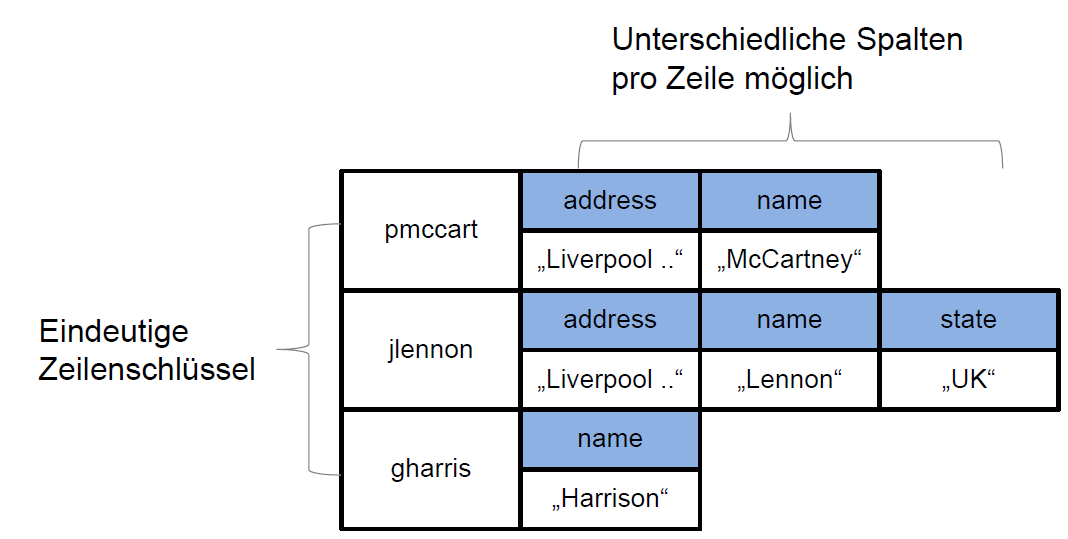 Unterschiedliche Spalten
pro Zeile möglich
Eindeutige
Zeilenschlüssel
pmccart
address name
„Liverpool ..“ „McCartney“
jlennon
address name state
„Liverpool ..“ „Lennon“ „UK“
gharris
name
„Harrison“